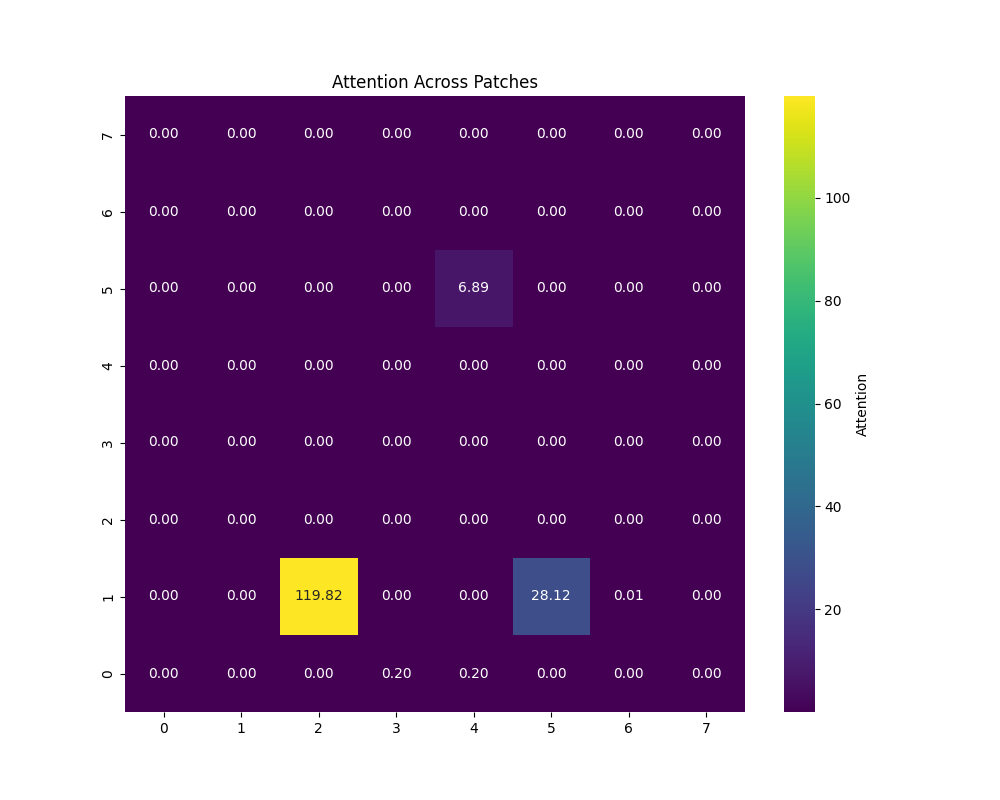 Attention Across Patches
7 0.00 0.00 0.00 0.00 0.00 0.00 0.00 0.00
6 0.00 0.00 0.00 0.00 0.00 0.00 0.00 0.00
5 0.00 0.00 0.00 0.00 6.89 0.00 0.00 0.00
4 0.00 0.00 0.00 0.00 0.00 0.00 0.00 0.00
3 0.00 0.00 0.00 0.00 0.00 0.00 0.00 0.00
2 0.00 0.00 0.00 0.00 0.00 0.00 0.00 0.00
1 0.00 0.00 119.82 0.00 0.00 28.12 0.01 0.00
0 0.00 0.00 0.00 0.20 0.20 0.00 0.00 0.00
0 1 2 3 4 5 6 7
100
80
60
40
20
Attention